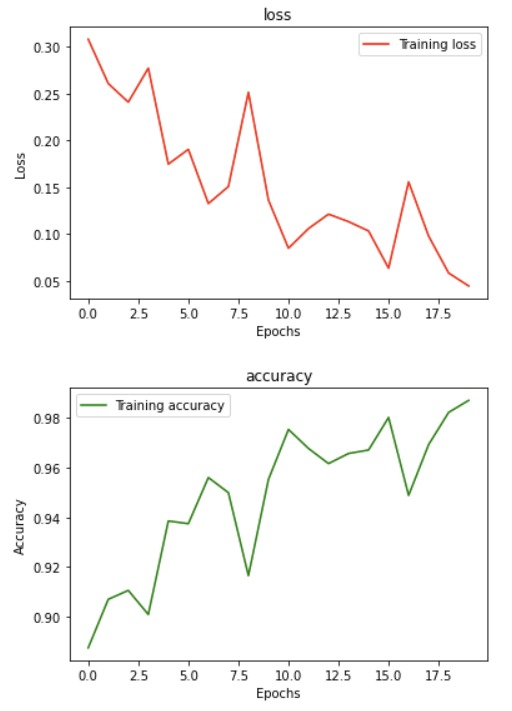 loss
Training loss
0.30
0.25
0.20
0.15
0.10
0.05
Loss
0.0 2.5 5.0 7.5 10.0 12.5 15.0 17.5
Epochs
accuracy
Training accuracy
0.98
0.96
0.94
0.92
0.90
Accuracy
0.0 2.5 5.0 7.5 10.0 12.5 15.0 17.5
Epochs